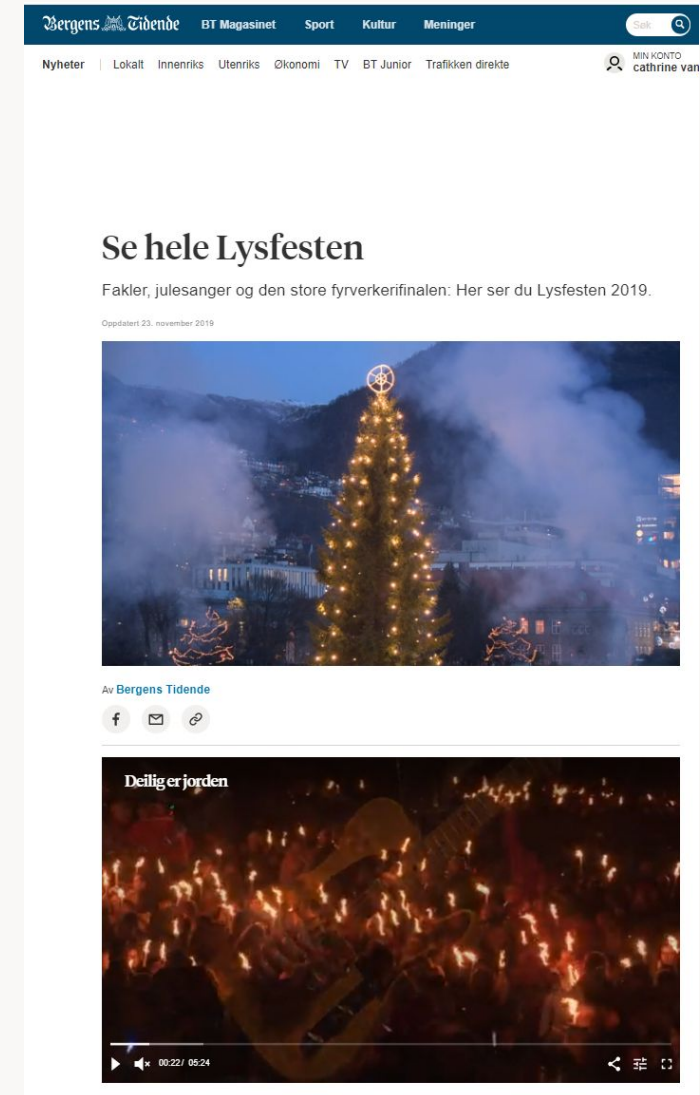 Bergens Tidende BT Magasinet Sport Kultur Meninger Søk
Nyheter Lokalt Innenriks Utenriks Økonomi TV BT Junior Trafikken direkte
MIN KONTO
cathrine van
Se hele Lysfesten
Fakler, julesanger og den store fyrverkerifinalen: Her ser du Lysfesten 2019.
Oppdatert 23. november 2019
Av Bergens Tidende
Deilig er jorden
00:22/ 05:24